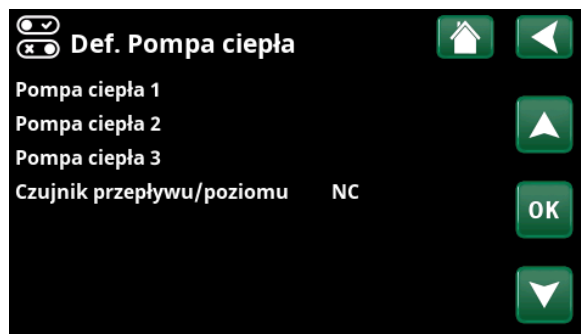 Def. Pompa ciepła
Pompa ciepła 1
Pompa ciepła 2
Pompa ciepła 3
Czujnik przepływu/poziomu NC
OK